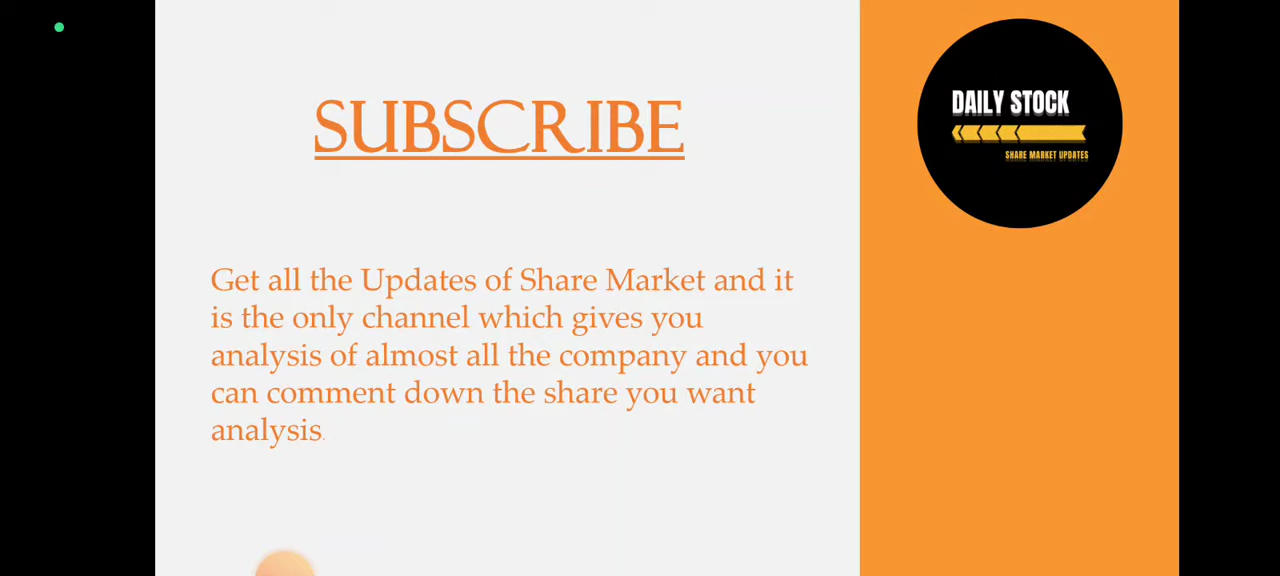 SUBSCRIBE
DAILY STOCK
SHARE MARKET UPDATES
Get all the Updates of Share Market and it
is the only channel which gives you
analysis of almost all the company and you
can comment down the share you want
analysis.